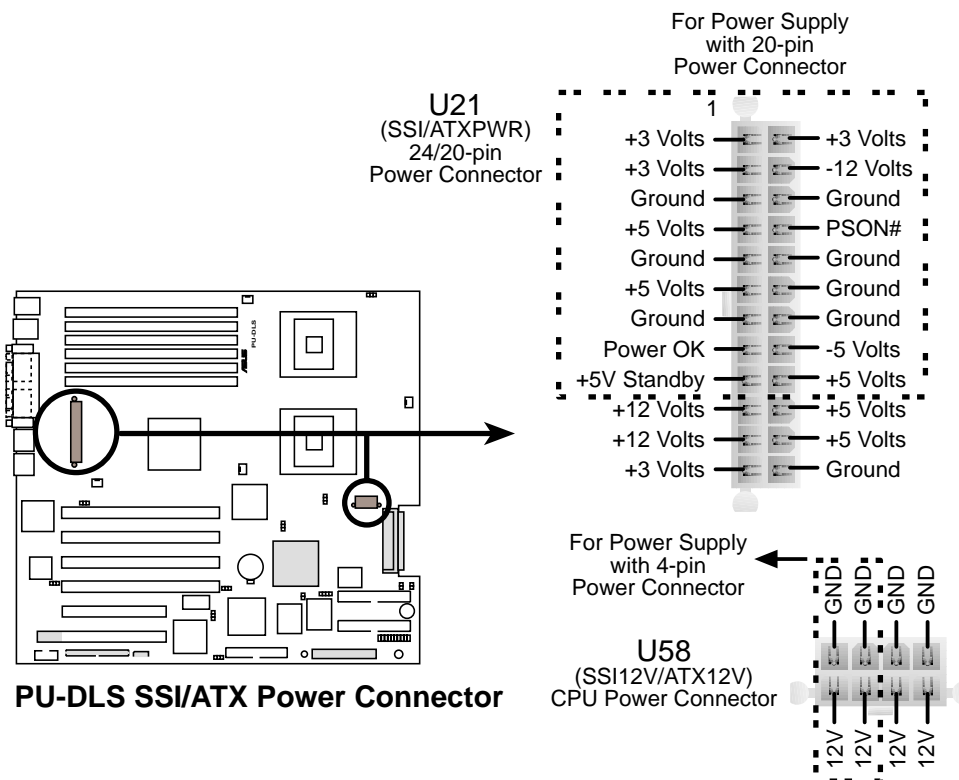 For Power Supply
with 20-pin
Power Connector
U21
(SSI/ATXPWR)
24/20-pin
Power Connector
1
+3 Volts +3 Volts
+3 Volts -12 Volts
Ground Ground
+5 Volts PSON#
Ground Ground
+5 Volts Ground
Ground Ground
Power OK -5 Volts
+5V Standby +5 Volts
+12 Volts +5 Volts
+12 Volts +5 Volts
+3 Volts Ground
PU-DLS
ASUS
For Power Supply
with 4-pin
Power Connector
GND GND GND GND
U58
(SSI12V/ATX12V)
CPU Power Connector
12V 12V 12V 12V
PU-DLS SSI/ATX Power Connector